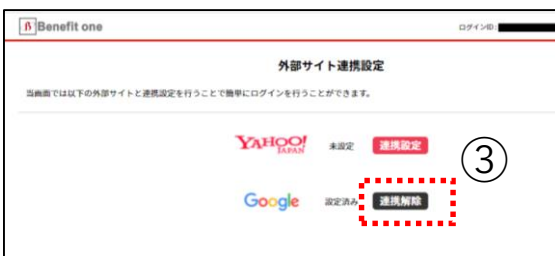 Benefit one
ログインID:
外部サイト連携設定
当画面では以下の外部サイトと連携設定を行うことで簡単にログインを行うことができます。
YAHOO! JAPAN 未設定 連携設定
③
Google 設定済み 連携解除